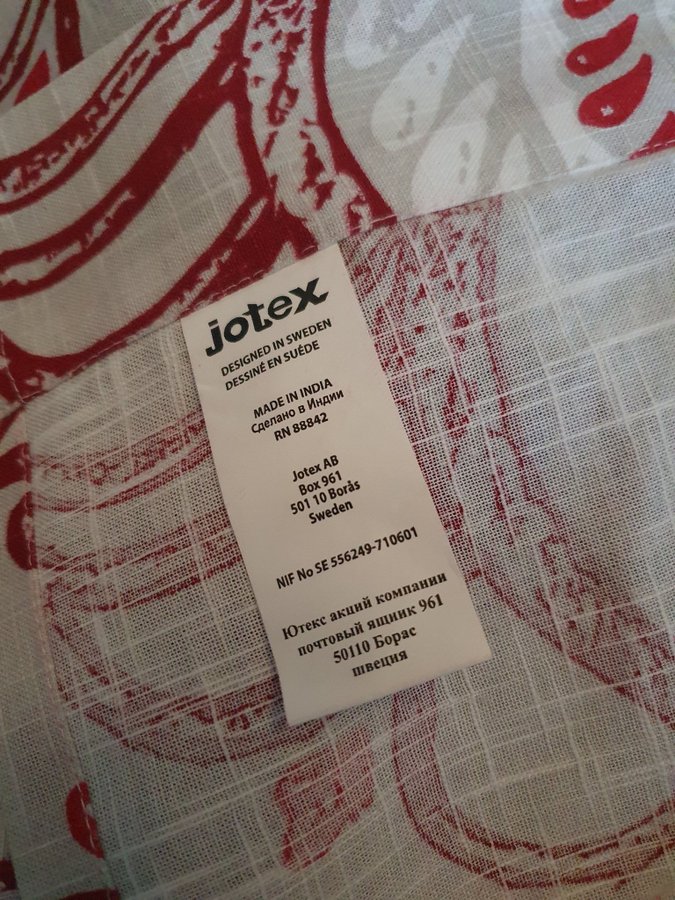 jotex
DESIGNED IN SWEDEN
DESSINÉ EN SUÉDE
MADE IN INDIA
Сделано в Индии
RN 88842
Jotex AB
Box 961
501 10 Borås
Sweden
NIF No SE 556249-710601
Ютекс акций компании
почтовый ящик 961
50110 Борас
швеция